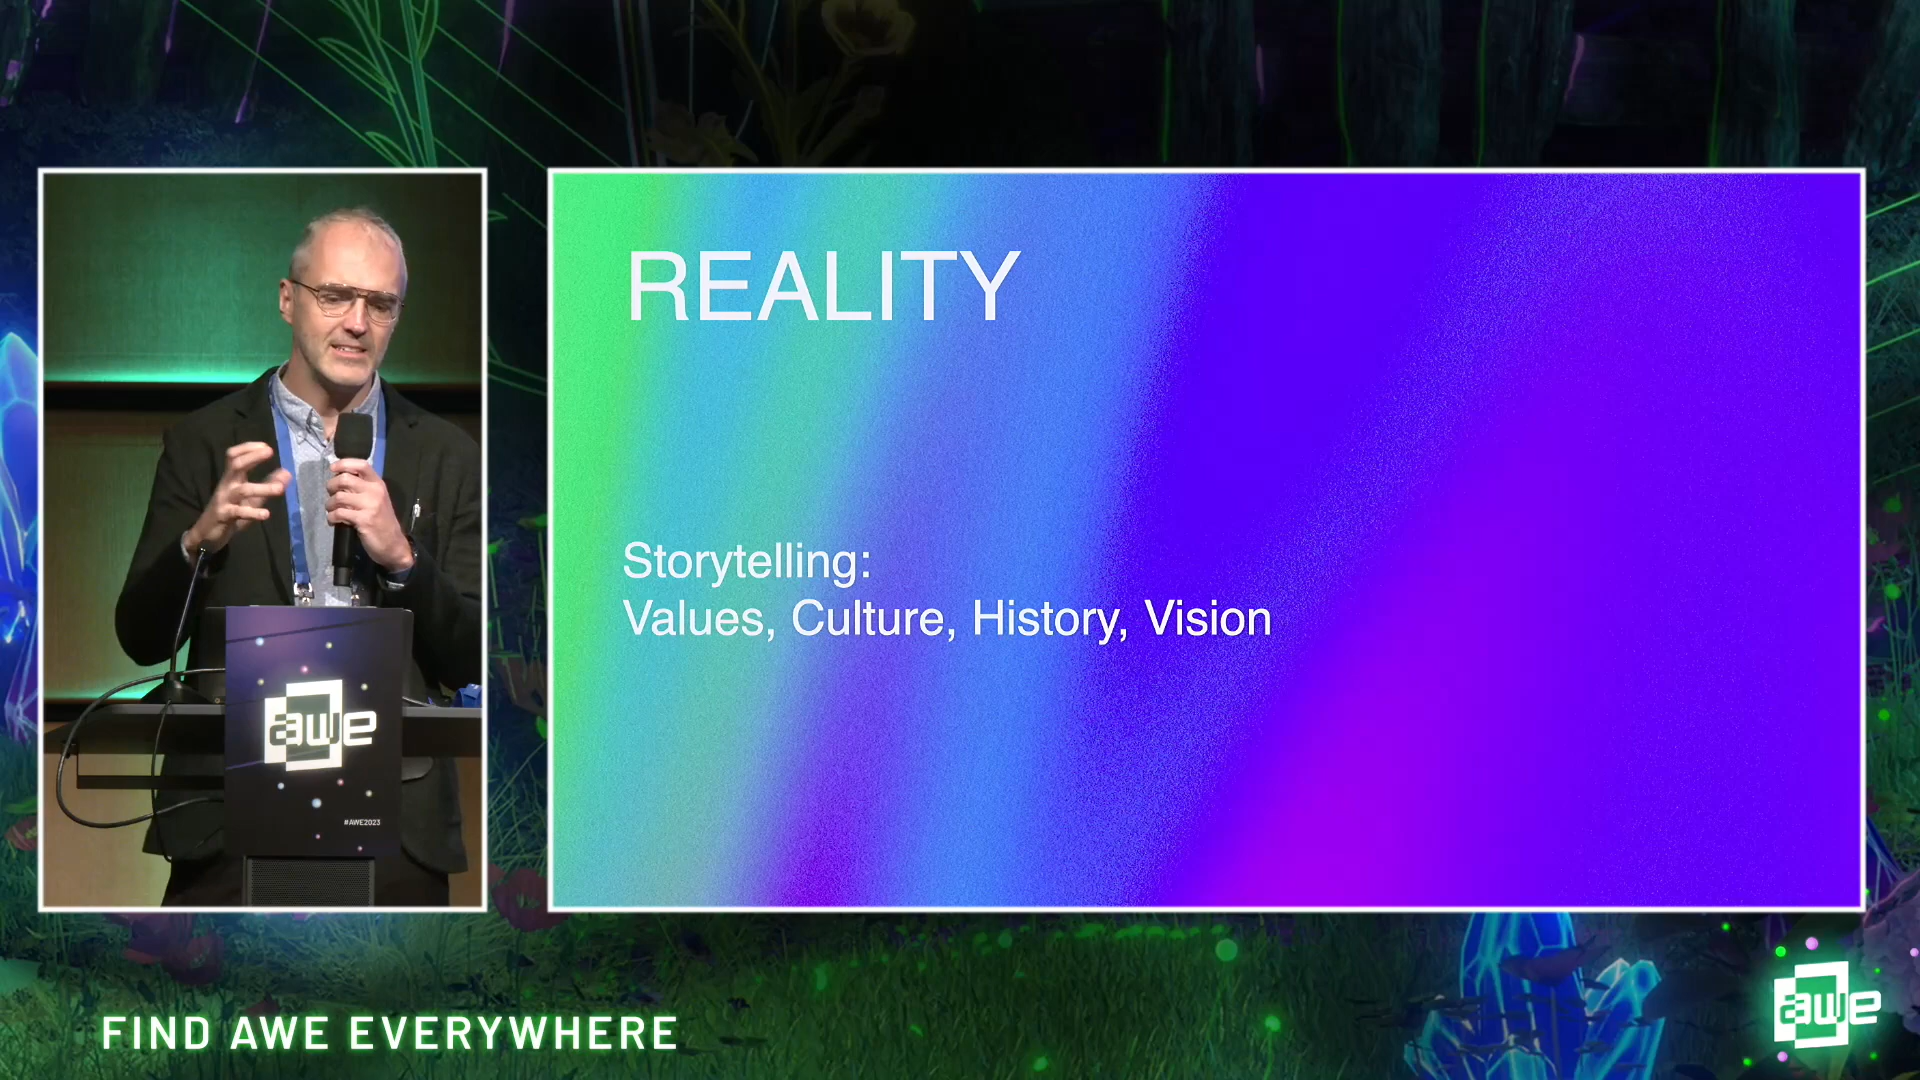 REALITY
Storytelling:
Values, Culture, History, Vision
awe
#AWE2023
FIND AWE EVERYWHERE
awe